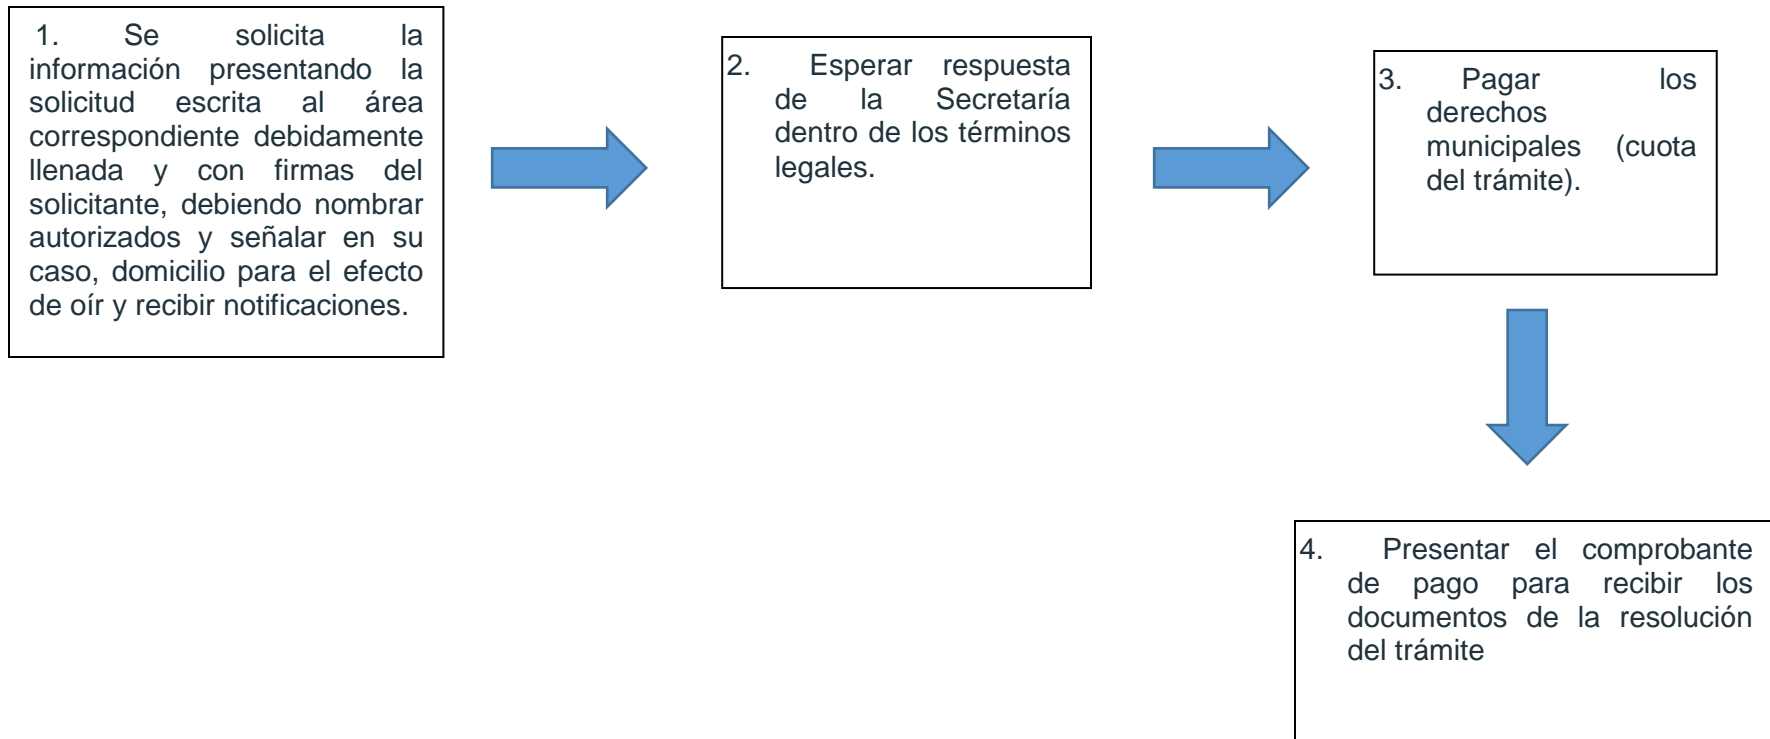 1. Se solicita la
información presentando la
solicitud escrita al área
correspondiente debidamente
llenada y con firmas del
solicitante, debiendo nombrar
autorizados y señalar en su
caso, domicilio para el efecto
de oír y recibir notificaciones.
2. Esperar respuesta
de la Secretaría
dentro de los términos
legales.
3. Pagar los
derechos
municipales (cuota
del trámite).
4. Presentar el comprobante
de pago para recibir los
documentos de la resolución
del trámite